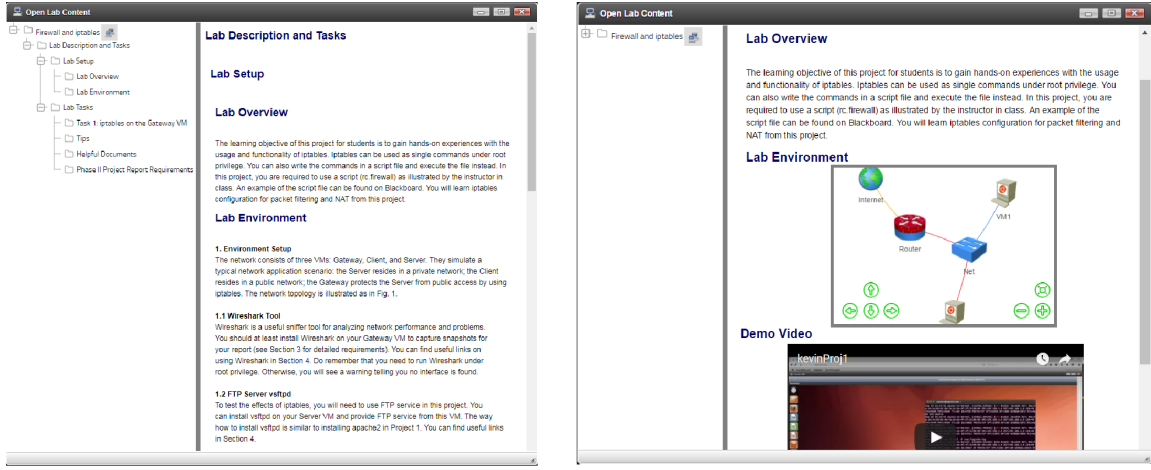 Open Lab Content
Firewall and iptables
Lab Description and Tasks
Lab Setup
Lab Overview
Lab Environment
Lab Tasks
Task 1: iptables on the Gateway VM
Tips
Helpful Documents
Phase II Project Report Requirements
Lab Description and Tasks
Lab Setup
Lab Overview
The learning objective of this project for students is to gain hands-on experiences with the
usage and functionality of iptables. Iptables can be used as single commands under root
privilege. You can also write the commands in a script file and execute the file instead. In
this project, you are required to use a script (rc.firewall) as illustrated by the instructor in
class. An example of the script file can be found on Blackboard. You will learn iptables
configuration for packet filtering and NAT from this project.
Lab Environment
1. Environment Setup
The network consists of three VMs: Gateway, Client, and Server. They simulate a
typical network application scenario: the Server resides in a private network; the Client
resides in a public network; the Gateway protects the Server from public access by using
iptables. The network topology is illustrated as in Fig. 1.
1.1 Wireshark Tool
Wireshark is a useful sniffer tool for analyzing network performance and problems.
You should at least install Wireshark on your Gateway VM to capture snapshots for
your report (see Section 3 for detailed requirements). You can find useful links on
using Wireshark in Section 4. Do remember that you need to run Wireshark under
root privilege. Otherwise, you will see a warning telling you no interface is found.
1.2 FTP Server vsftpd
To test the effects of iptables, you will need to use FTP service in this project. You
can install vsftpd on your Server VM and provide FTP service from this VM. The way
how to install vsftpd is similar to installing apache2 in Project 1. You can find useful links
in Section 4.
Open Lab Content
Firewall and iptables
Lab Overview
The learning objective of this project for students is to gain hands-on experiences with the usage
and functionality of iptables. Iptables can be used as single commands under root privilege. You
can also write the commands in a script file and execute the file instead. In this project, you are
required to use a script (rc.firewall) as illustrated by the instructor in class. An example of the
script file can be found on Blackboard. You will learn iptables configuration for packet filtering and
NAT from this project.
Lab Environment
Internet
VM1
Router
Net
Demo Video
kevinProj1